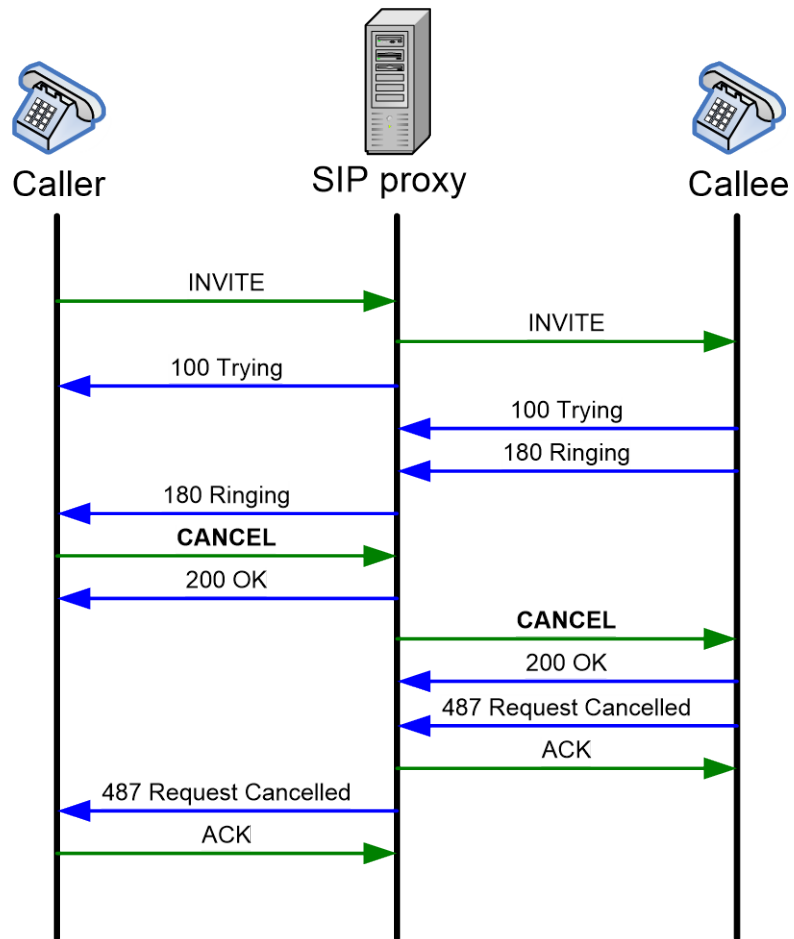 Caller
SIP proxy
Callee
INVITE
INVITE
100 Trying
100 Trying
180 Ringing
180 Ringing
CANCEL
200 OK
CANCEL
200 OK
487 Request Cancelled
ACK
487 Request Cancelled
ACK